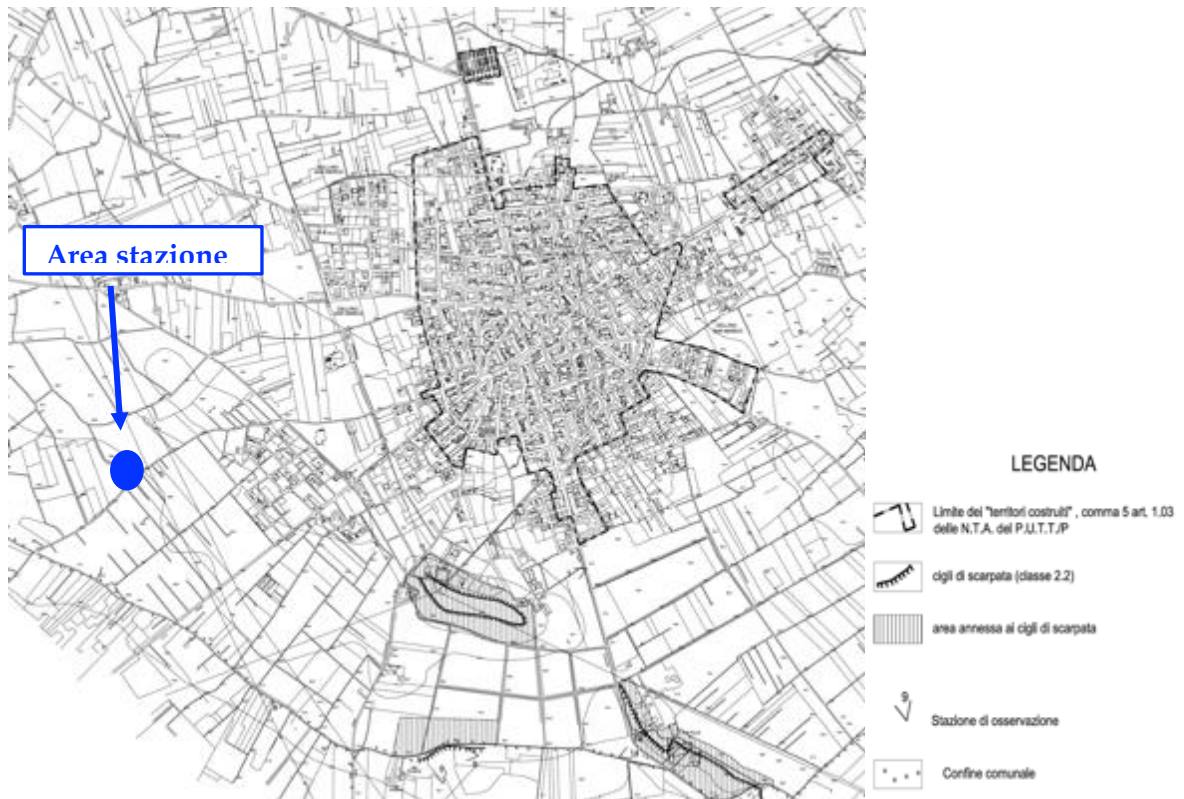 Area stazione
LEGENDA
Limite dei "territori costruiti" , comma 5 art. 1.03
delle N.T.A. del P.U.T.T./P
cigli di scarpata (classe 2.2)
area annessa ai cigli di scarpata
9
Stazione di osservazione
Confine comunale